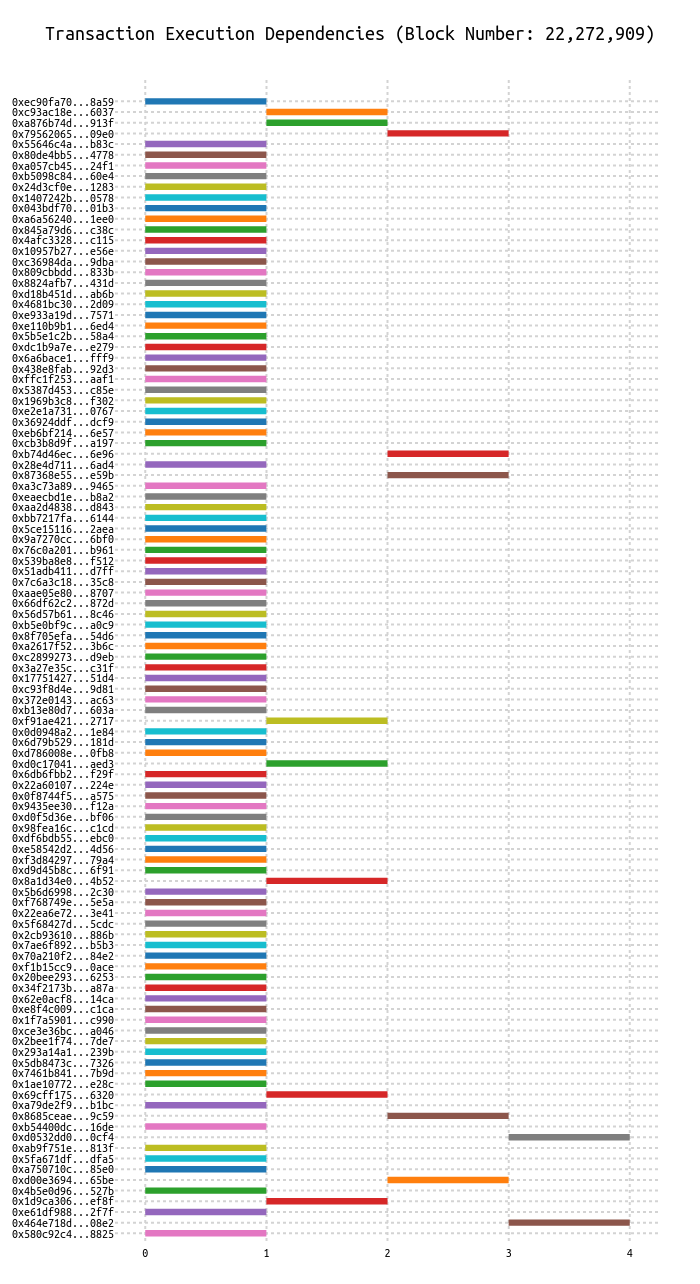 Transaction Execution Dependencies (Block Number: 22,272,909)
0xec90fa70...8a59
0xc93ac18e...6037
0xa876b74d...913f
0x79562065...09e0
0x55646c4a...b83c
0x80de4bb5...4778
0xa057cb45...24f1
0xb5098c84...60e4
0x24d3cf0e...1283
0x1407242b...0578
0x043bdf70...01b3
0xa6a56240...1ee0
0x845a79d6...c38c
0x4afc3328...c115
0x10957b27...e56e
0xc36984da...9dba
0x809cbbdd...833b
0x8824afb7...431d
0xd18b451d...ab6b
0x4681bc30...2d09
0xe933a19d...7571
0xe110b9b1...6ed4
0x5b5e1c2b...58a4
0xdc1b9a7e...e279
0x6a6bace1...fff9
0x438e8fab...92d3
0xffc1f253...aaf1
0x5387d453...c85e
0x1969b3c8...f302
0xe2e1a731...0767
0x36924ddf...dcf9
0xeb6bf214...6e57
0xcb3b8d9f...a197
0xb74d46ec...6e96
0x28e4d711...6ad4
0x87368e55...e59b
0xa3c73a89...9465
0xeaecbd1e...b8a2
0xaa2d4838...d843
0xbb7217fa...6144
0x5ce15116...2aea
0x9a7270cc...6bf0
0x76c0a201...b961
0x539ba8e8...f512
0x51adb411...d7ff
0x7c6a3c18...35c8
0xaae05e80...8707
0x66df62c2...872d
0x56d57b61...8c46
0xb5e0bf9c...a0c9
0x8f705efa...54d6
0xa2617f52...3b6c
0xc2899273...d9eb
0x3a27e35c...c31f
0x17751427...51d4
0xc93f8d4e...9d81
0x372e0143...ac63
0xb13e80d7...603a
0xf91ae421...2717
0x0d0948a2...1e84
0x6d79b529...181d
0xd786008e...0fb8
0xd0c17041...aed3
0x6db6fbb2...f29f
0x22a60107...224e
0x0f8744f5...a575
0x9435ee30...f12a
0xd0f5d36e...bf06
0x98fea16c...c1cd
0xdf6bdb55...ebc0
0xe58542d2...4d56
0xf3d84297...79a4
0xd9d45b8c...6f91
0x8a1d34e0...4b52
0x5b6d6998...2c30
0xf768749e...5e5a
0x22ea6e72...3e41
0x5f68427d...5cdc
0x2cb93610...886b
0x7ae6f892...b5b3
0x70a210f2...84e2
0xf1b15cc9...0ace
0x20bee293...6253
0x34f2173b...a87a
0x62e0acf8...14ca
0xe8f4c009...c1ca
0x1f7a5901...c990
0xce3e36bc...a046
0x2bee1f74...7de7
0x293a14a1...239b
0x5db8473c...7326
0x7461b841...7b9d
0x1ae10772...e28c
0x69cff175...6320
0xa79de2f9...b1bc
0x8685ceae...9c59
0xb54400dc...16de
0xd0532dd0...0cf4
0xab9f751e...813f
0x5fa671df...dfa5
0xa750710c...85e0
0xd00e3694...65be
0x4b5e0d96...527b
0x1d9ca306...ef8f
0xe61df988...2f7f
0x464e718d...08e2
0x580c92c4...8825
0 1 2 3 4